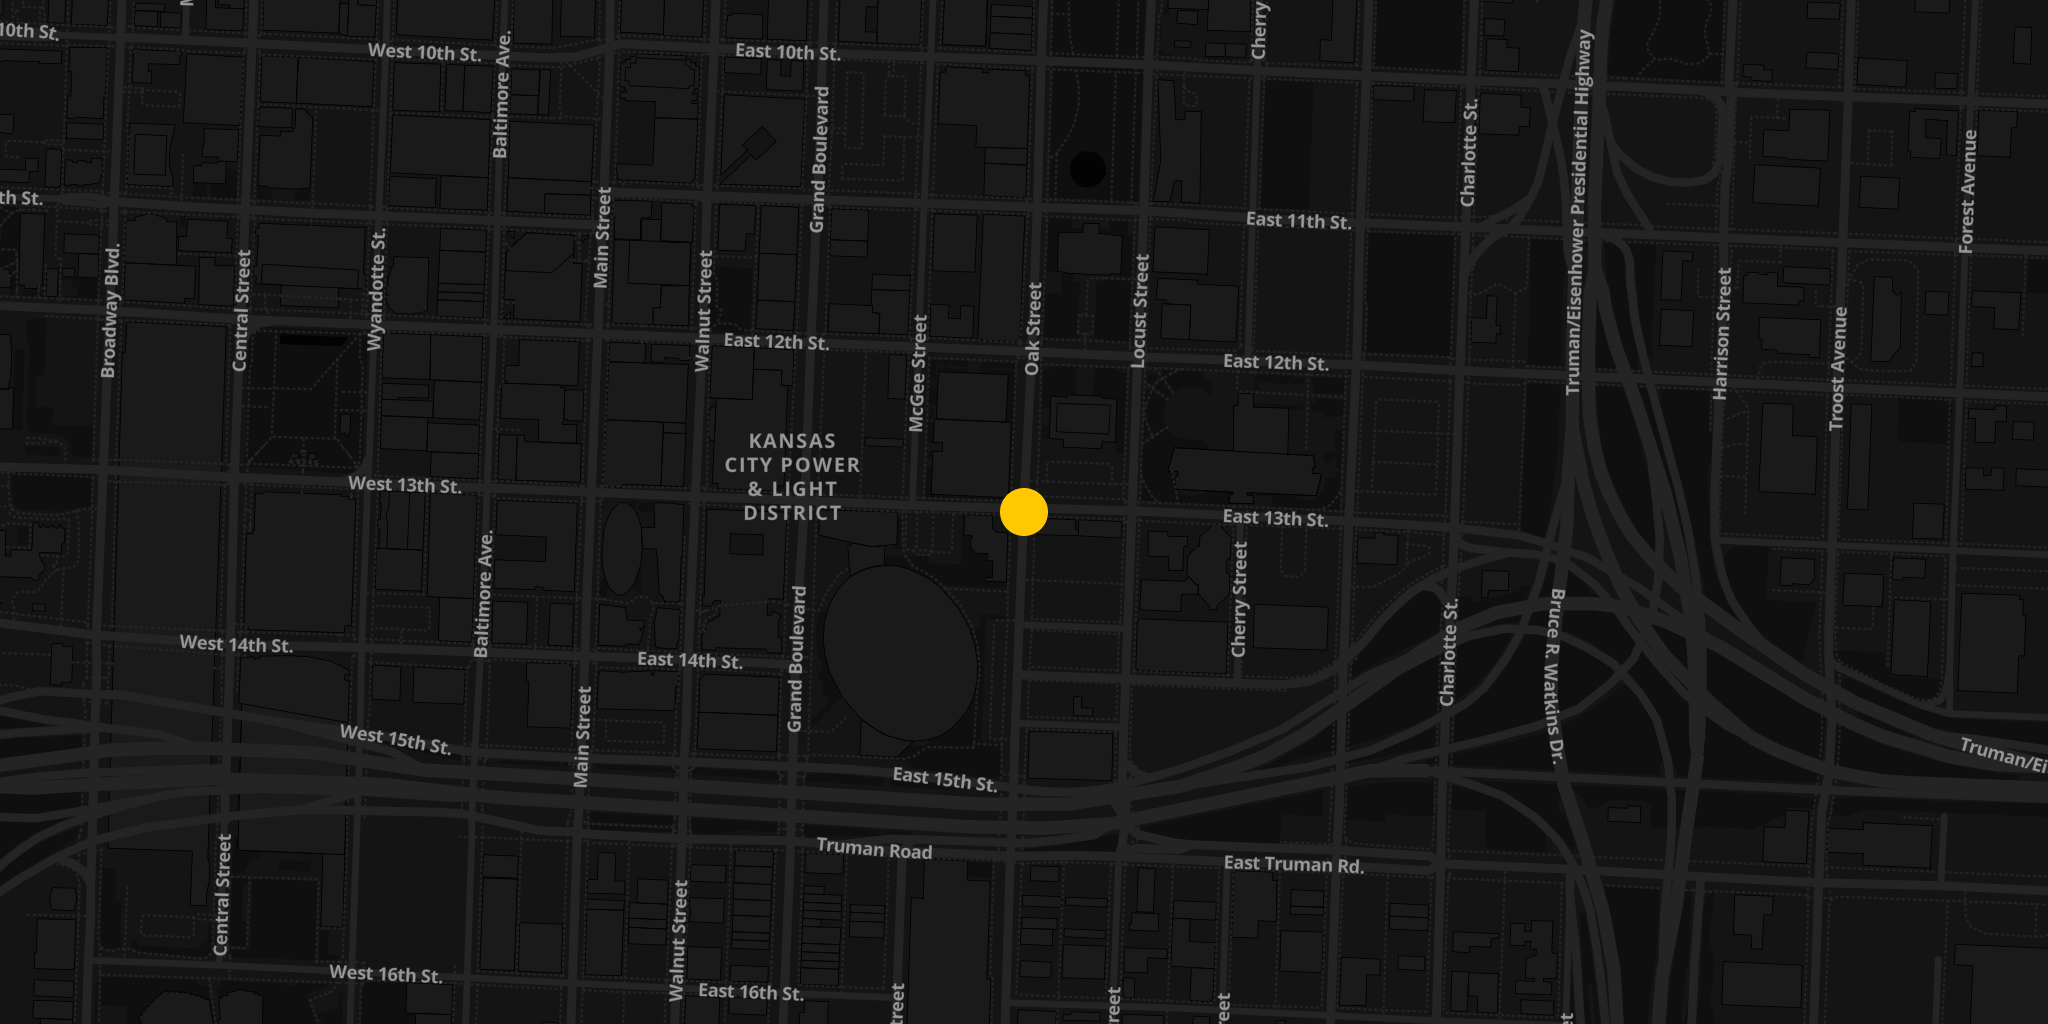 10th St.
West 10th St.
East 10th St.
Baltimore Ave.
Cherry
Truman/Eisenhower Presidential Highway
Grand Boulevard
Charlotte St.
Forest Avenue
th St.
Main Street
East 11th St.
Broadway Blvd.
Central Street
Wyandotte St.
Walnut Street
McGee Street
Oak Street
Locust Street
Harrison Street
Troost Avenue
East 12th St.
East 12th St.
KANSAS
CITY POWER
& LIGHT
DISTRICT
West 13th St.
East 13th St.
Baltimore Ave.
Cherry Street
Grand Boulevard
Charlotte St.
Bruce R. Watkins Dr.
West 14th St.
East 14th St.
Main Street
West 15th St.
East 15th St.
Truman/Ei
Truman Road
East Truman Rd.
Central Street
Walnut Street
West 16th St.
East 16th St.
treet
reet
reet